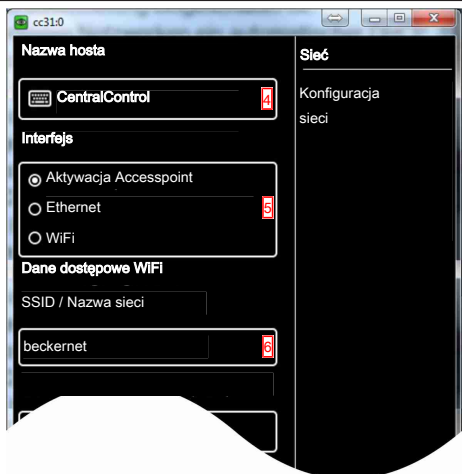 cc31:0
Nazwa hosta
CentralControl
4
Interfejs
Aktywacja Accesspoint
Ethernet
5
WiFi
Dane dostępowe WiFi
SSID / Nazwa sieci
beckernet
6
Sieć
Konfiguracja
sieci